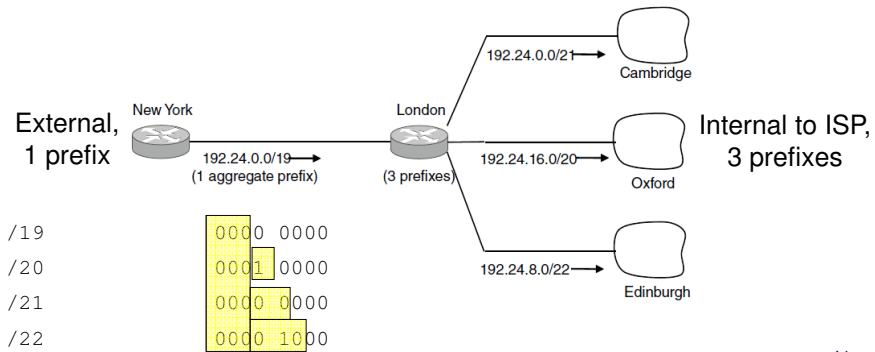 192.24.0.0/21
Cambridge
External,
1 prefix
New York
London
192.24.0.0/19
(1 aggregate prefix)
(3 prefixes)
192.24.16.0/20
Oxford
Internal to ISP,
3 prefixes
192.24.8.0/22
Edinburgh
/19 0000 0000
/20 0001 0000
/21 0000 0000
/22 0000 1000